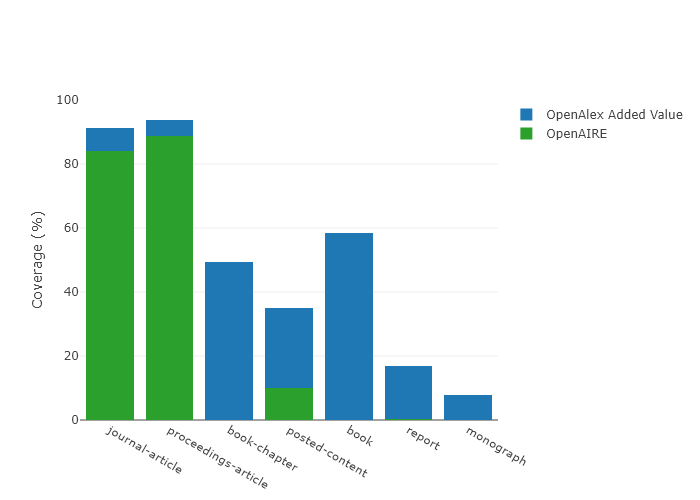 100
80
60
40
20
0
Coverage (%)
journal-article
proceedings-article
book-chapter
posted-content
book
report
monograph
OpenAlex Added Value
OpenAIRE